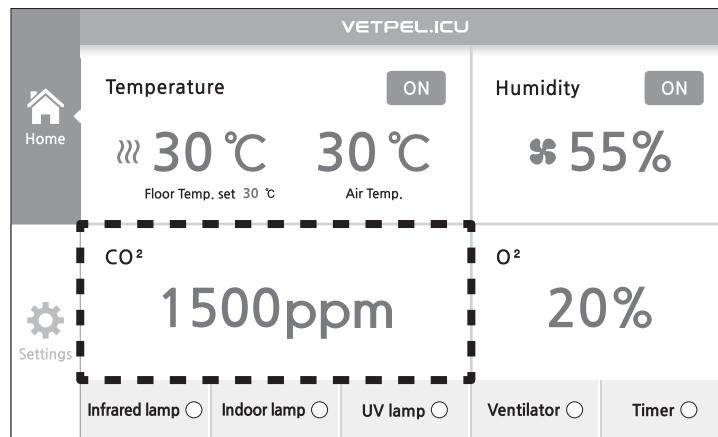 VETPEL.ICU
Home
Temperature ON
30 ℃ 30 ℃
Floor Temp. set 30 ℃ Air Temp.
Humidity ON
55%
CO²
1500ppm
O²
20%
Settings
Infrared lamp Indoor lamp UV lamp Ventilator Timer